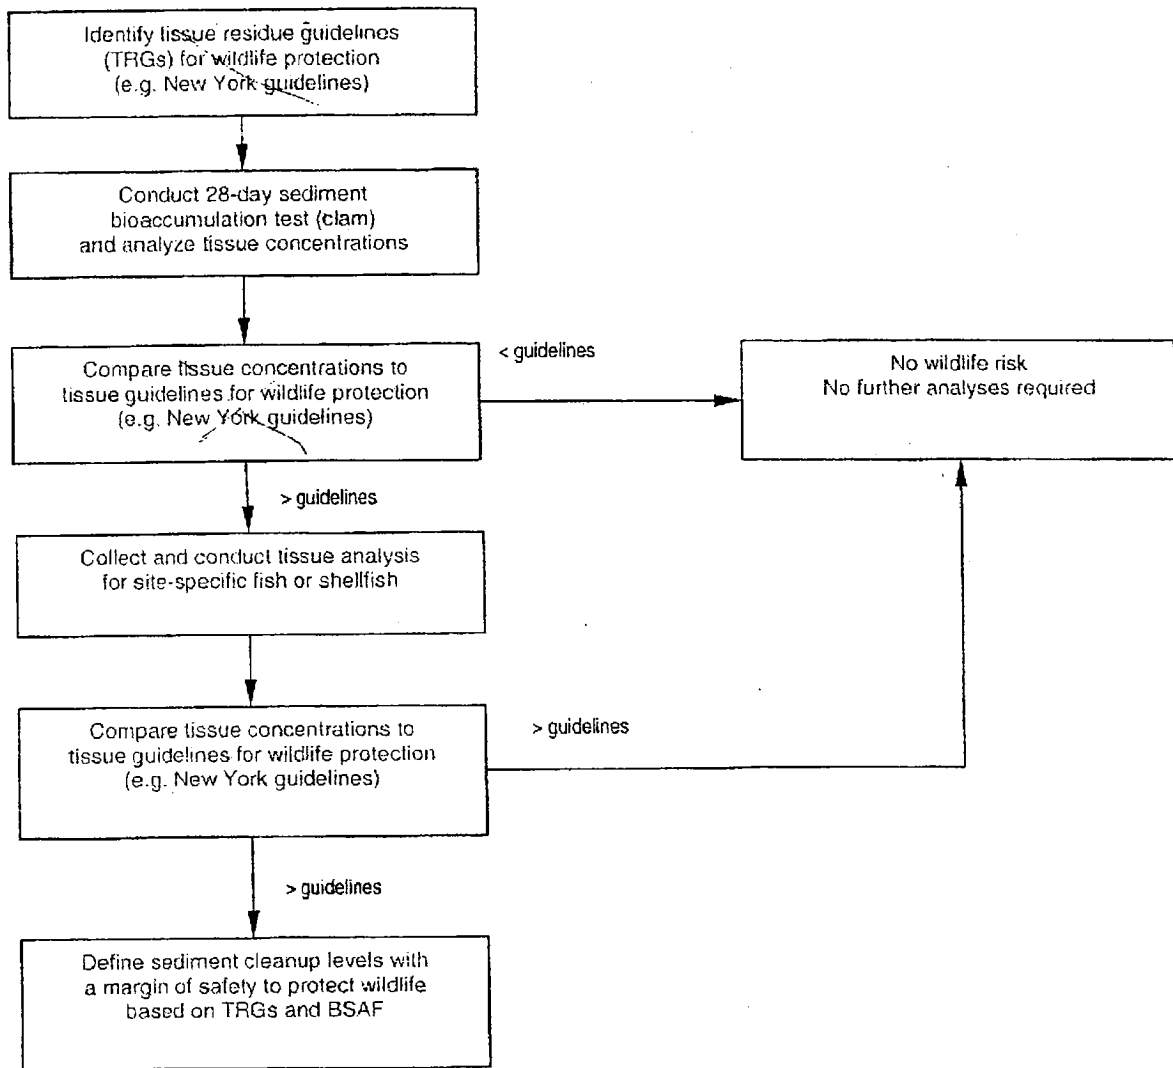 Identify tissue residue guidelines
(TRGs) for wildlife protection
(e.g. New York guidelines)
Conduct 28-day sediment
bioaccumulation test (clam)
and analyze tissue concentrations
Compare tissue concentrations to
tissue guidelines for wildlife protection
(e.g. New York guidelines)
< guidelines
No wildlife risk
No further analyses required
> guidelines
Collect and conduct tissue analysis
for site-specific fish or shellfish
Compare tissue concentrations to
tissue guidelines for wildlife protection
(e.g. New York guidelines)
> guidelines
> guidelines
Define sediment cleanup levels with
a margin of safety to protect wildlife
based on TRGs and BSAF